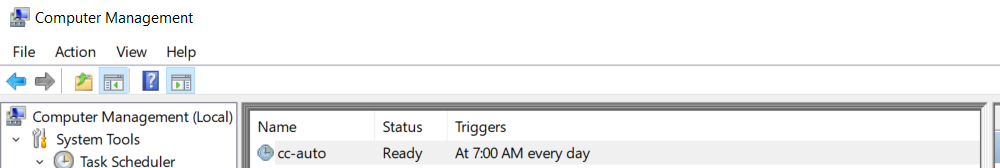 Computer Management
File Action View Help
Computer Management (Local)
System Tools
Task Scheduler
Name Status Triggers
cc-auto Ready At 7:00 AM every day